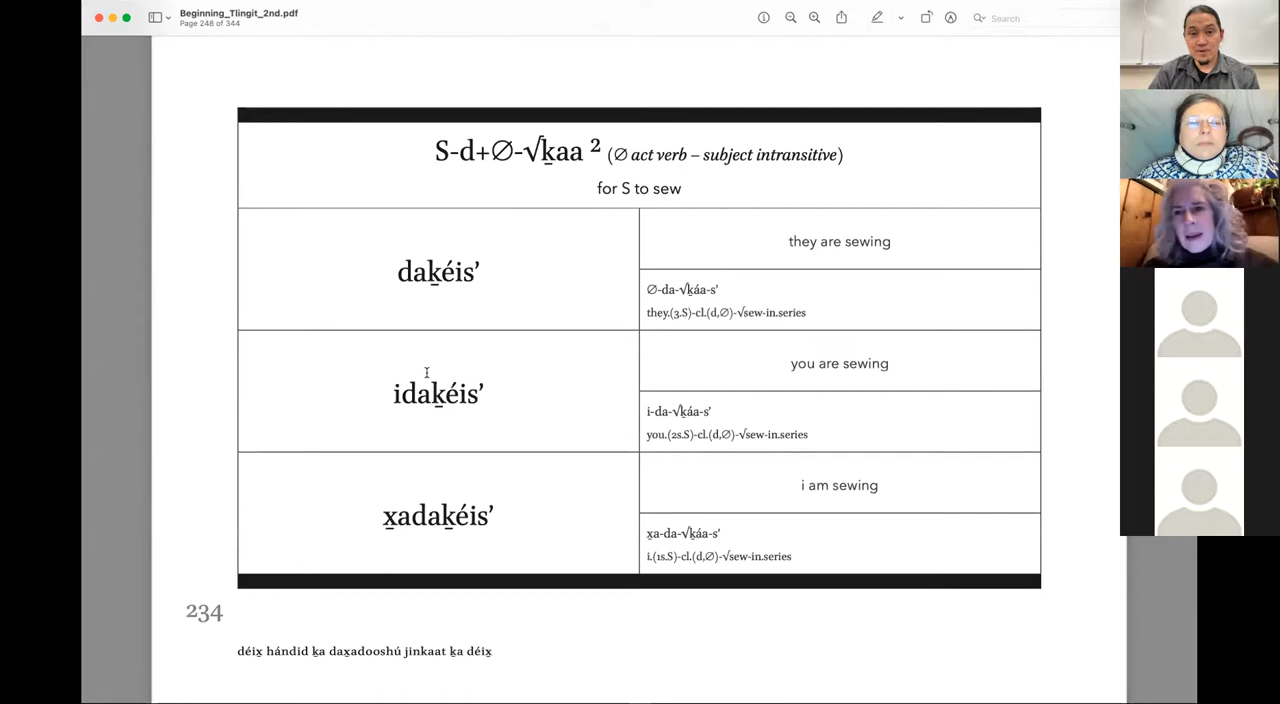 Beginning_Tlingit_2nd.pdf
Page 248 of 344
Search
S-d+∅-√ḵaa ² (∅ act verb – subject intransitive)
for S to sew
daḵéis’
they are sewing
∅-da-√ḵáa-s’
they.(3.S)-cl.(d,∅)-√sew-in.series
idaḵéis’
you are sewing
i-da-√ḵáa-s’
you.(2s.S)-cl.(d,∅)-√sew-in.series
x̱adaḵéis’
i am sewing
x̱a-da-√ḵáa-s’
i.(1s.S)-cl.(d,∅)-√sew-in.series
234
déix̱ hándid ḵa dax̱adooshú jinkaat ḵa déix̱